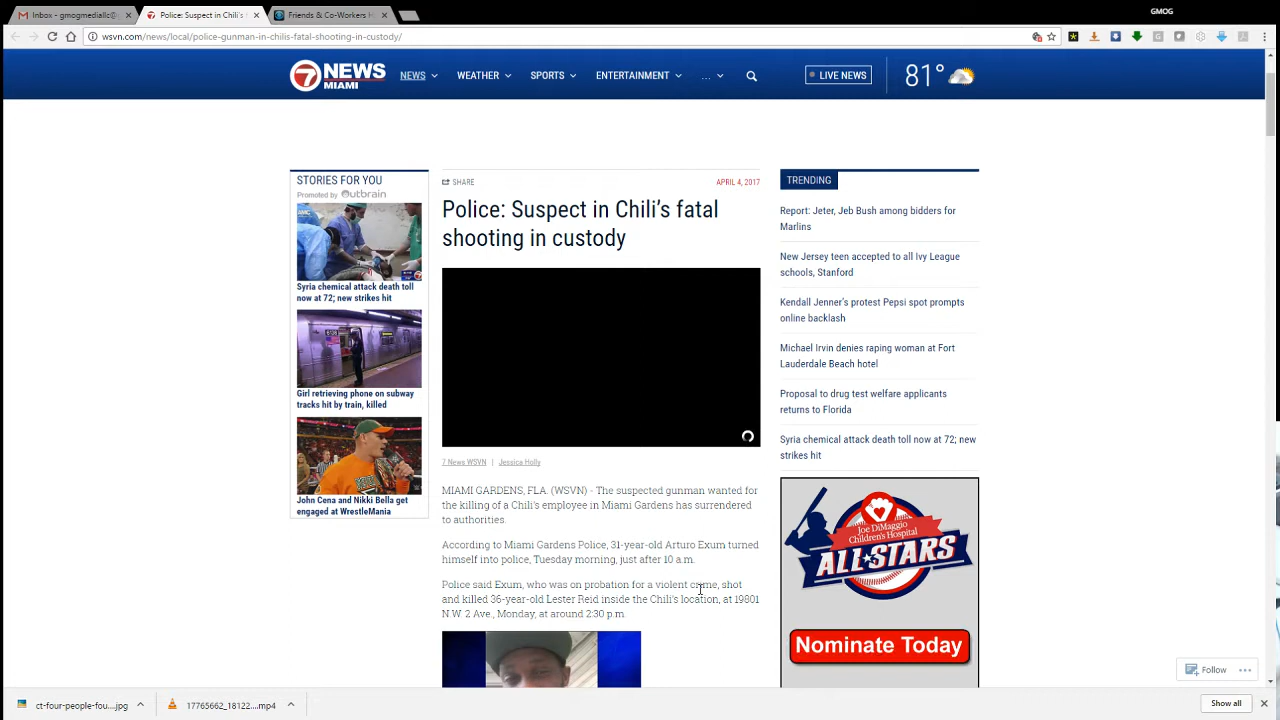 GMOG
Inbox - gmogmediallc@
Police: Suspect in Chili's
Friends & Co-Workers H
wsvn.com/news/local/police-gunman-in-chilis-fatal-shooting-in-custody/
7 NEWS
MIAMI
NEWS
WEATHER
SPORTS
ENTERTAINMENT
...
LIVE NEWS
81°
STORIES FOR YOU
Promoted by Outbrain
Syria chemical attack death toll
now at 72; new strikes hit
Girl retrieving phone on subway
tracks hit by train, killed
John Cena and Nikki Bella get
engaged at WrestleMania
SHARE
APRIL 4, 2017
Police: Suspect in Chili's fatal
shooting in custody
7 News WSVN | Jessica Holly
MIAMI GARDENS, FLA. (WSVN) - The suspected gunman wanted for
the killing of a Chili's employee in Miami Gardens has surrendered
to authorities.
According to Miami Gardens Police, 31-year-old Arturo Exum turned
himself into police, Tuesday morning, just after 10 a.m.
Police said Exum, who was on probation for a violent crime, shot
and killed 36-year-old Lester Reid inside the Chili's location, at 19801
N.W. 2 Ave., Monday, at around 2:30 p.m.
TRENDING
Report: Jeter, Jeb Bush among bidders for
Marlins
New Jersey teen accepted to all Ivy League
schools, Stanford
Kendall Jenner's protest Pepsi spot prompts
online backlash
Michael Irvin denies raping woman at Fort
Lauderdale Beach hotel
Proposal to drug test welfare applicants
returns to Florida
Syria chemical attack death toll now at 72; new
strikes hit
Joe DiMaggio
Children's Hospital
ALL★STARS
Nominate Today
Follow
ct-four-people-fou....jpg
17765662_18122....mp4
Show all